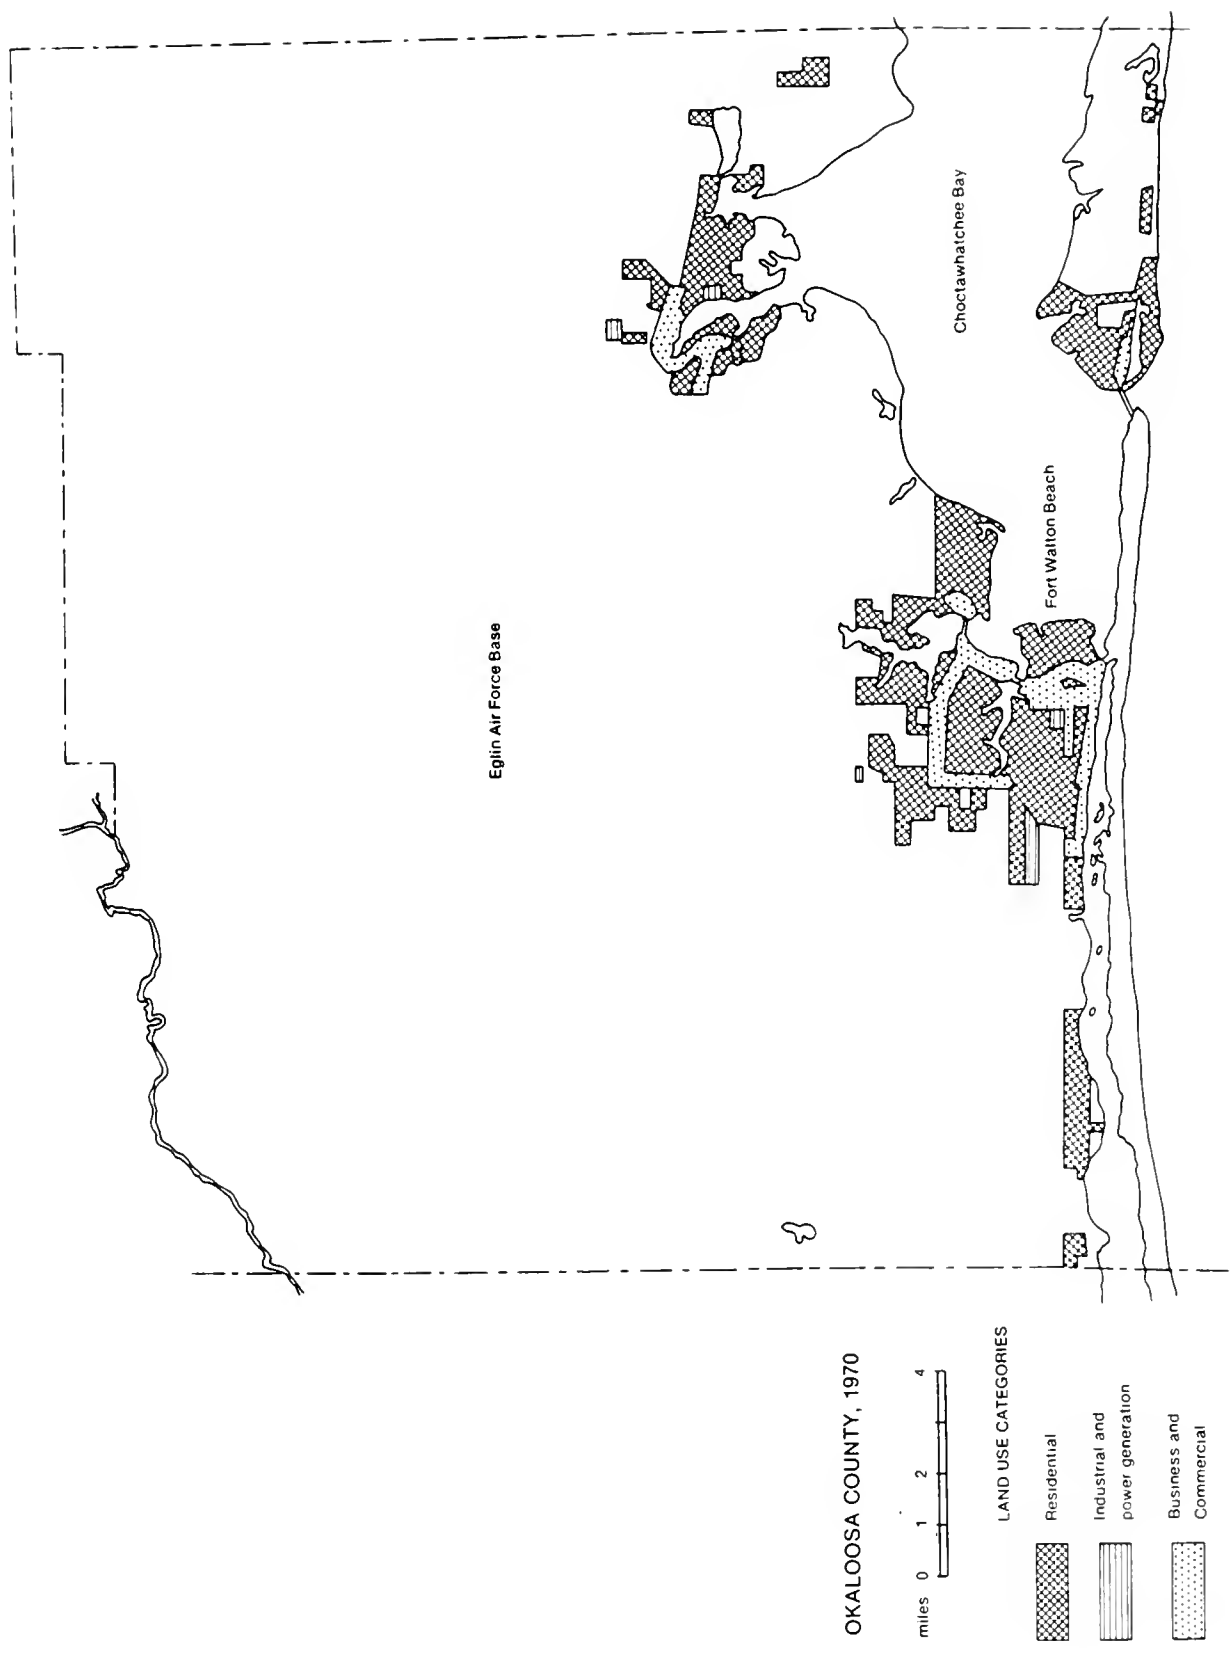 Eglin Air Force Base
Choctawhatchee Bay
Fort Walton Beach
OKALOOSA COUNTY, 1970
miles 0 1 2 4
LAND USE CATEGORIES
Residential
Industrial and
power generation
Business and
Commercial